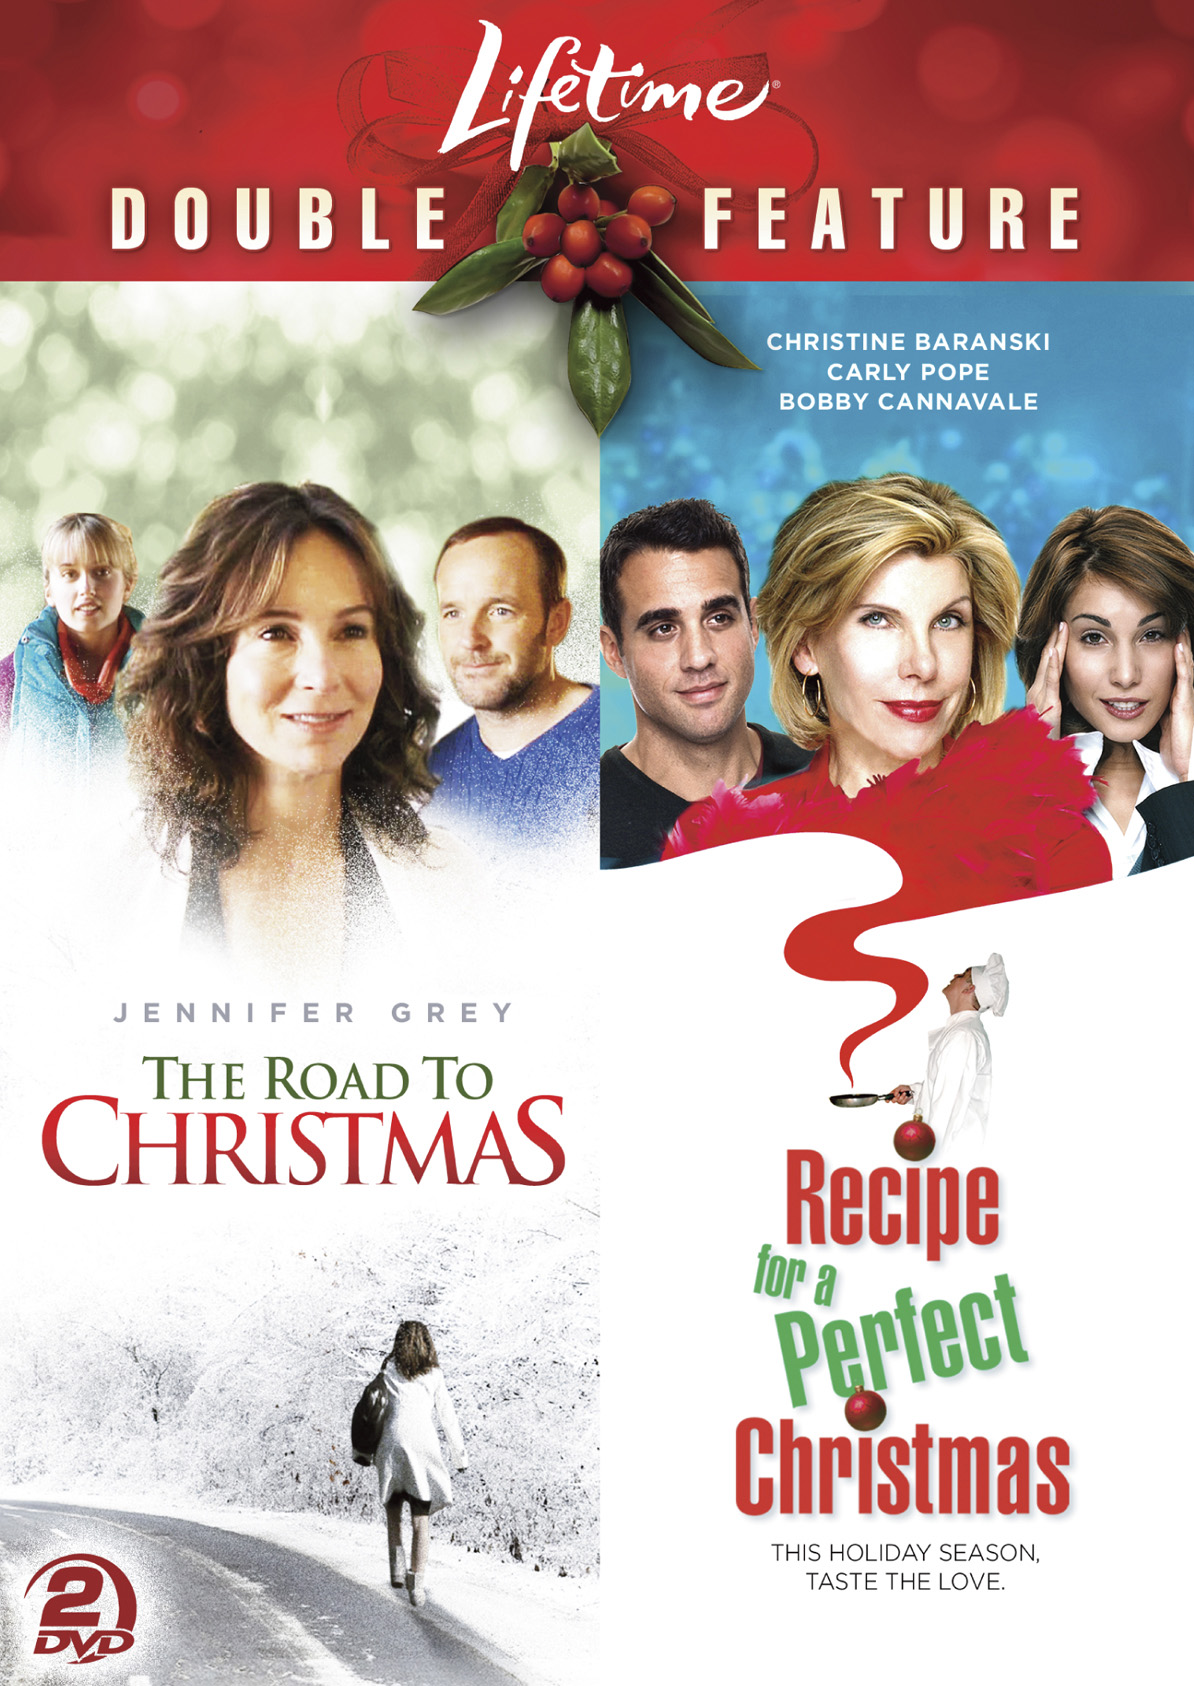 Lifetime®
DOUBLE FEATURE
CHRISTINE BARANSKI
CARLY POPE
BOBBY CANNAVALE
JENNIFER GREY
THE ROAD TO
CHRISTMAS
Recipe
for a
Perfect
Christmas
THIS HOLIDAY SEASON,
TASTE THE LOVE.
2
DVD